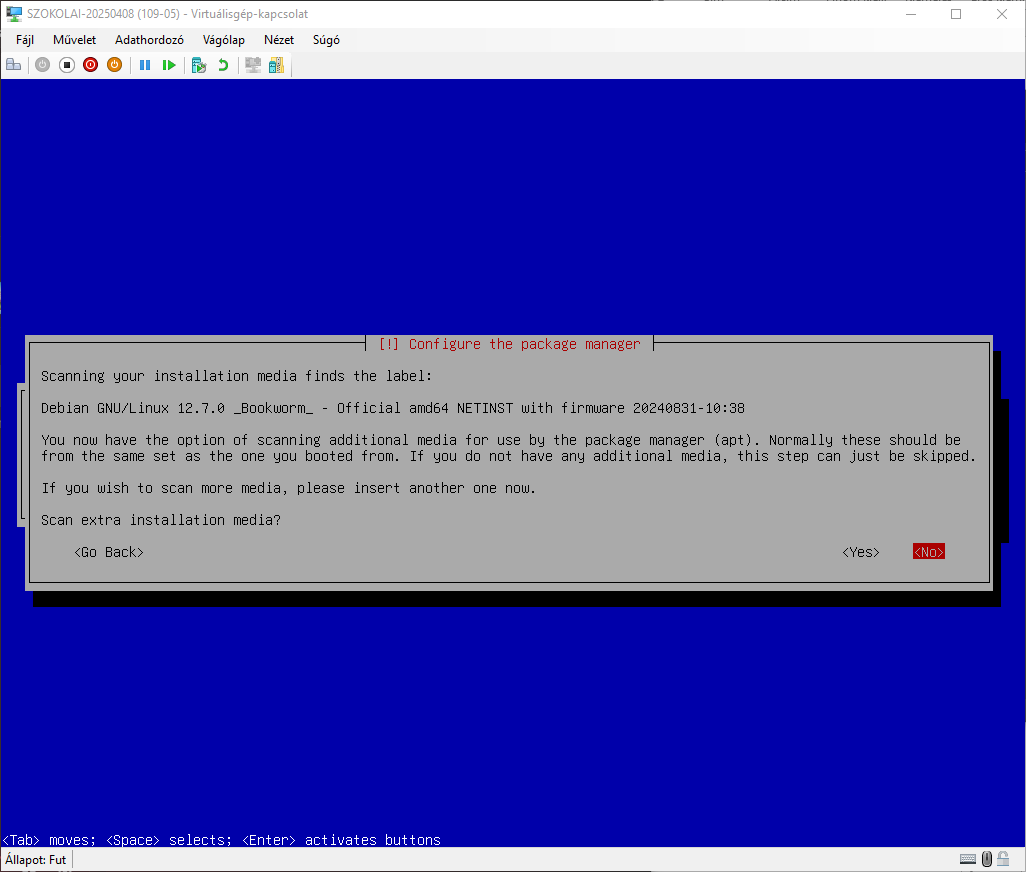 SZOKOLAI-20250408 (109-05) - Virtuálisgép-kapcsolat
Fájl Művelet Adathordozó Vágólap Nézet Súgó
[!] Configure the package manager
Scanning your installation media finds the label:
Debian GNU/Linux 12.7.0 _Bookworm_ - Official amd64 NETINST with firmware 20240831-10:38
You now have the option of scanning additional media for use by the package manager (apt). Normally these should be
from the same set as the one you booted from. If you do not have any additional media, this step can just be skipped.
If you wish to scan more media, please insert another one now.
Scan extra installation media?
<Go Back> <Yes> <No>
<Tab> moves; <Space> selects; <Enter> activates buttons
Állapot: Fut